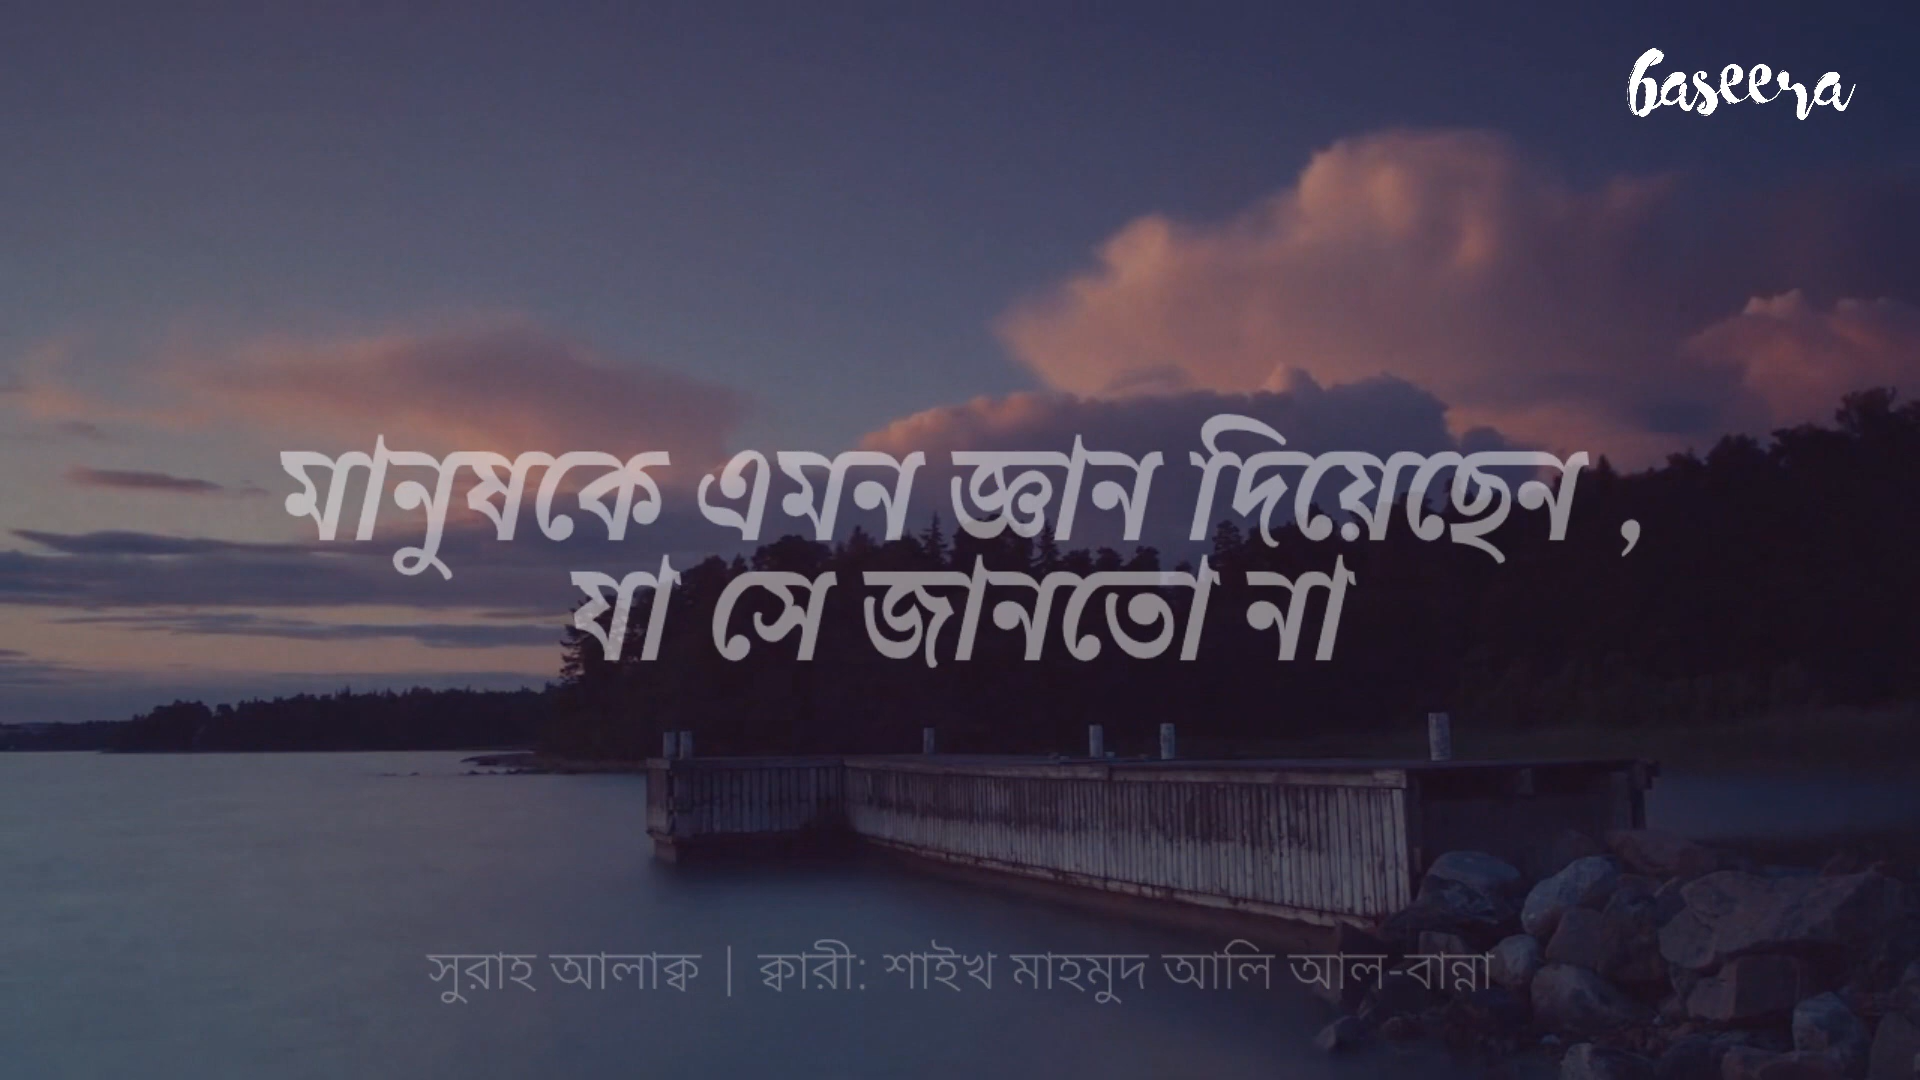 baseera
মানুষকে এমন জ্ঞান দিয়েছেন ,
যা সে জানতো না
সুরাহ আলাক্ব | ক্বারী: শাইখ মাহমুদ আলি আল-বান্না